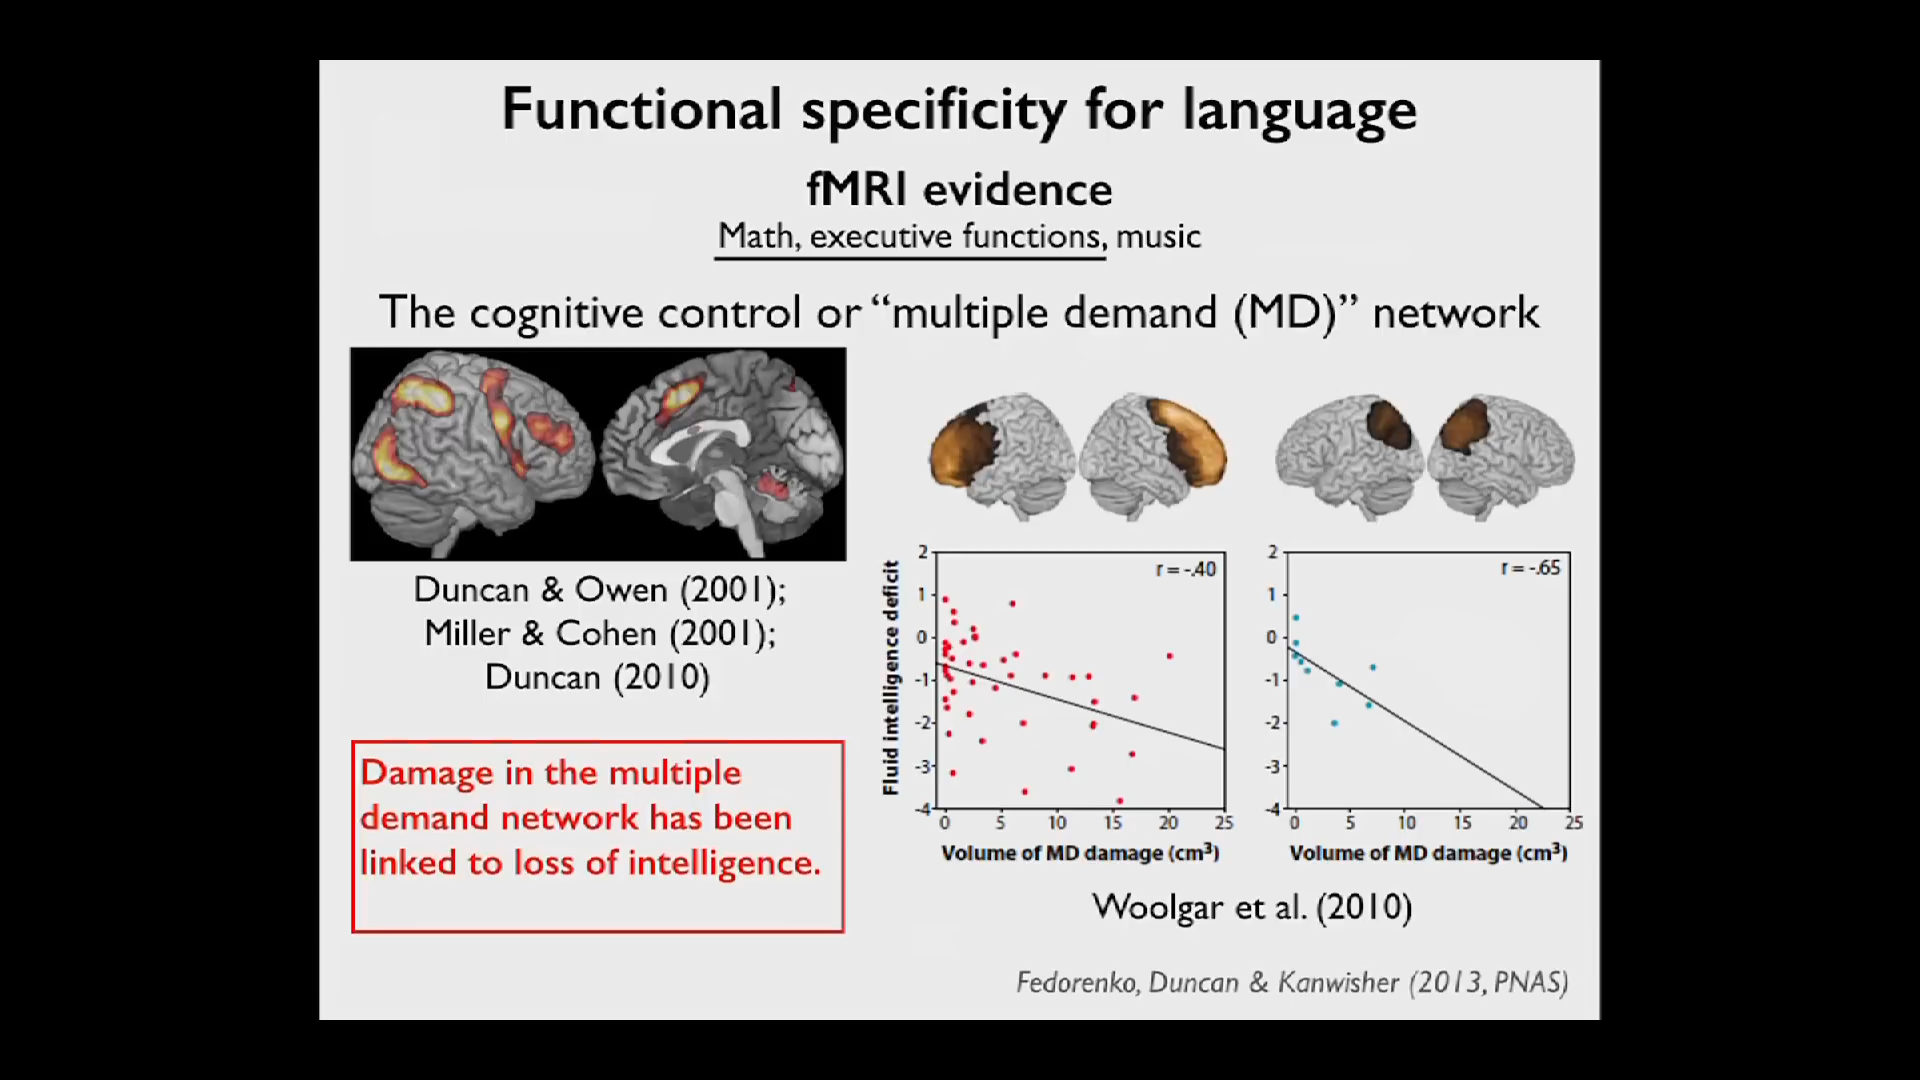 Functional specificity for language
fMRI evidence
Math, executive functions, music
The cognitive control or “multiple demand (MD)” network
Duncan & Owen (2001);
Miller & Cohen (2001);
Duncan (2010)
Damage in the multiple
demand network has been
linked to loss of intelligence.
Fluid intelligence deficit
2
1
0
-1
-2
-3
-4
r = -.40
0 5 10 15 20 25
Volume of MD damage (cm³)
2
1
0
-1
-2
-3
-4
r = -.65
0 5 10 15 20 25
Volume of MD damage (cm³)
Woolgar et al. (2010)
Fedorenko, Duncan & Kanwisher (2013, PNAS)